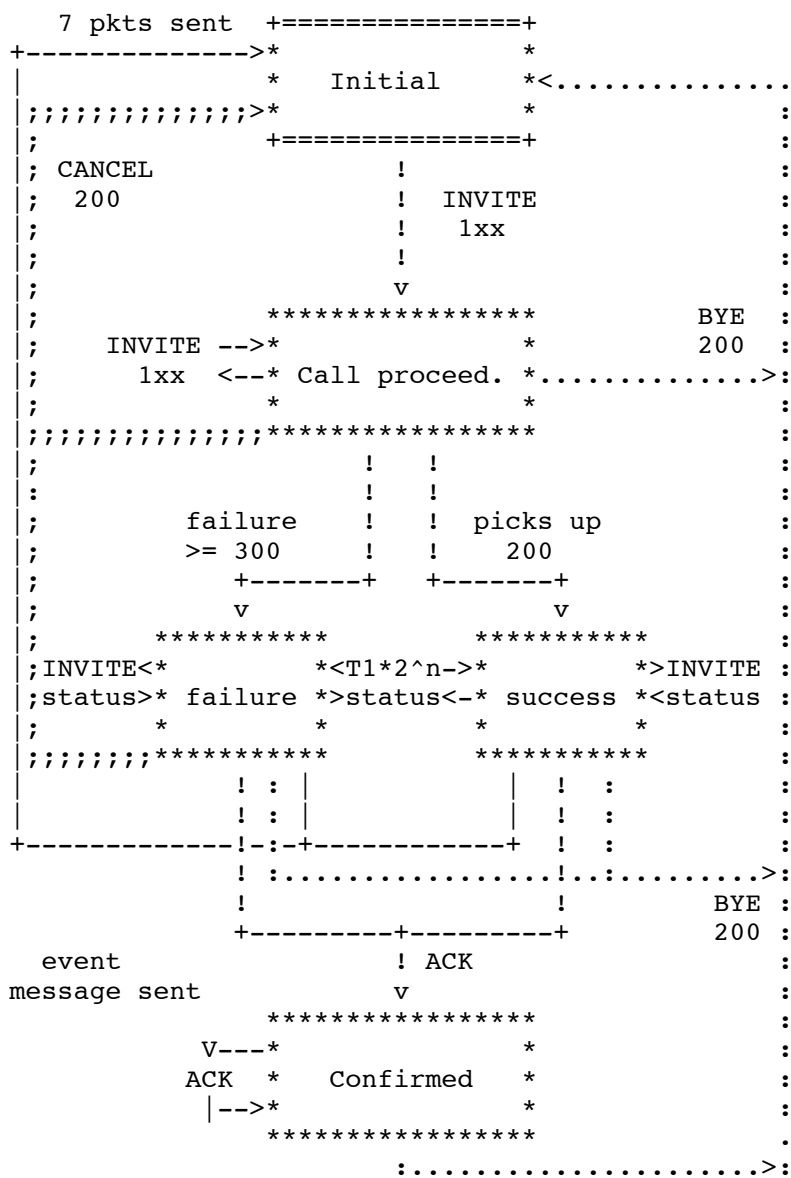 7 pkts sent +===============+
+-------------->* *
| * Initial *<...............
|;;;;;;;;;;;;;;>* * :
|; +===============+ :
|; CANCEL ! :
|; 200 ! INVITE :
|; ! 1xx :
|; ! :
|; v :
|; ***************** BYE :
|; INVITE -->* * 200 :
|; 1xx <--* Call proceed. *..............>:
|; * * :
|;;;;;;;;;;;;;;;***************** :
|; ! ! :
|: ! ! :
|; failure ! ! picks up :
|; >= 300 ! ! 200 :
|; +-------+ +-------+ :
|; v v :
|; *********** *********** :
|;INVITE<* *<T1*2^n->* *>INVITE :
|;status>* failure *>status<-* success *<status :
|; * * * * :
|;;;;;;;;*********** *********** :
| ! : | | ! : :
| ! : | | ! : :
+-------------!-:-+------------+ ! : :
! :.................!..:.........>:
! ! BYE :
+---------+---------+ 200 :
event ! ACK :
message sent v :
***************** :
V---* * :
ACK * Confirmed * :
|-->* * :
***************** .
:......................>: